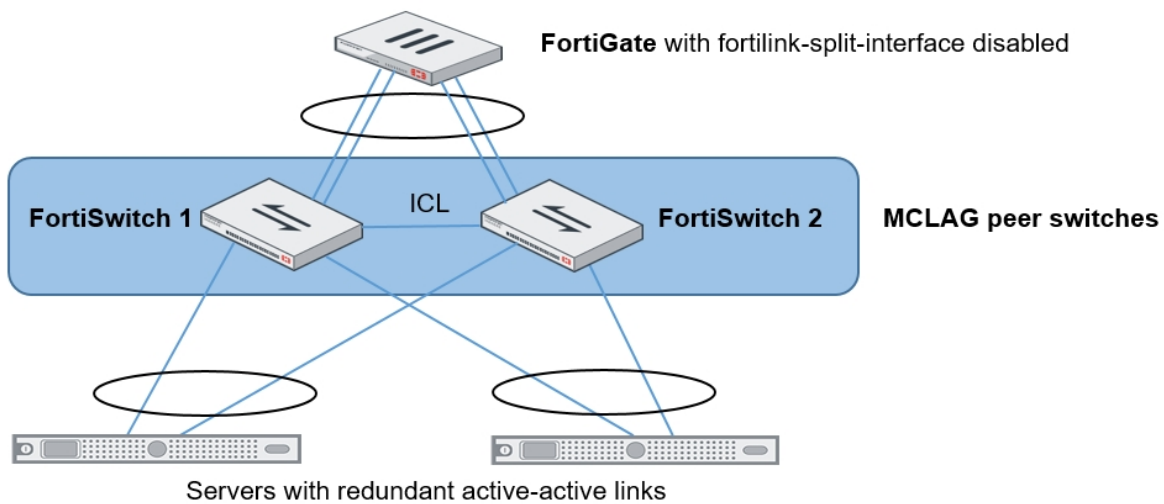 FortiGate with fortilink-split-interface disabled
FortiSwitch 1
ICL
FortiSwitch 2
MCLAG peer switches
Servers with redundant active-active links